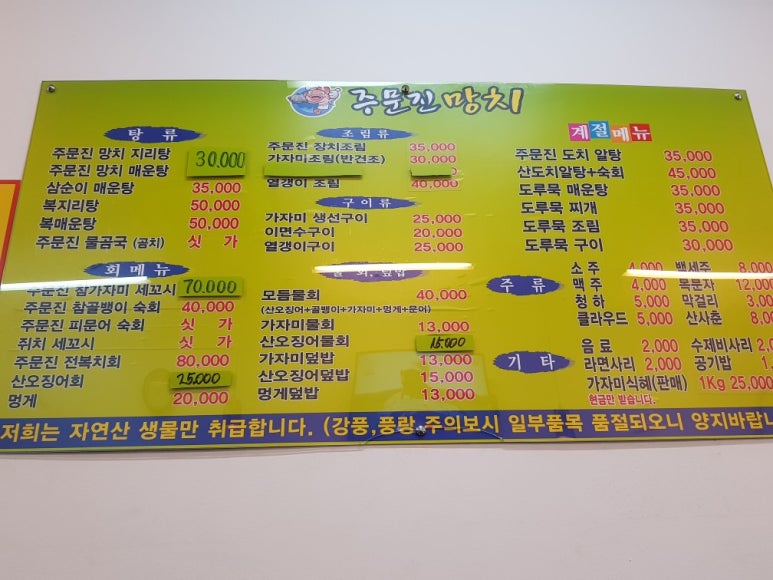 주문진 망치
탕 류
주문진 망치 지리탕
주문진 망치 매운탕 30,000
삼순이 매운탕 35,000
복지리탕 50,000
복매운탕 50,000
주문진 물곰국 (곰치) 싯 가
회메뉴
주문진 참가자미 세꼬시 70,000
주문진 참골뱅이 숙회 40,000
주문진 피문어 숙회 싯 가
쥐치 세꼬시 싯 가
주문진 전복치회 80,000
산오징어회 25.000
멍게 20,000
조림류
주문진 장치조림 35,000
가자미조림(반건조) 30,000
열갱이 조림 40,000
구이류
가자미 생선구이 25,000
이면수구이 20,000
열갱이구이 25,000
물회, 덮밥
모듬물회 40,000
(산오징어+골뱅이+가자미+멍게+문어)
가자미물회 13,000
산오징어물회 15.000
가자미덮밥 13,000
산오징어덮밥 15,000
멍게덮밥 13,000
계절메뉴
주문진 도치 알탕 35,000
산도치알탕+숙회 45,000
도루묵 매운탕 35,000
도루묵 찌개 35,000
도루묵 조림 35,000
도루묵 구이 30,000
주 류
소 주 4,000 백세주 8,000
맥 주 4,000 복분자 12,000
청 하 5,000 막걸리 3,000
클라우드 5,000 산사춘 8,000
기 타
음 료 2,000 수제비사리 2,000
라면사리 2,000 공기밥 1,
가자미식혜(판매) 1Kg 25,000
현금만 받습니다.
저희는 자연산 생물만 취급합니다. (강풍,풍랑,주의보시 일부품목 품절되오니 양지바랍니